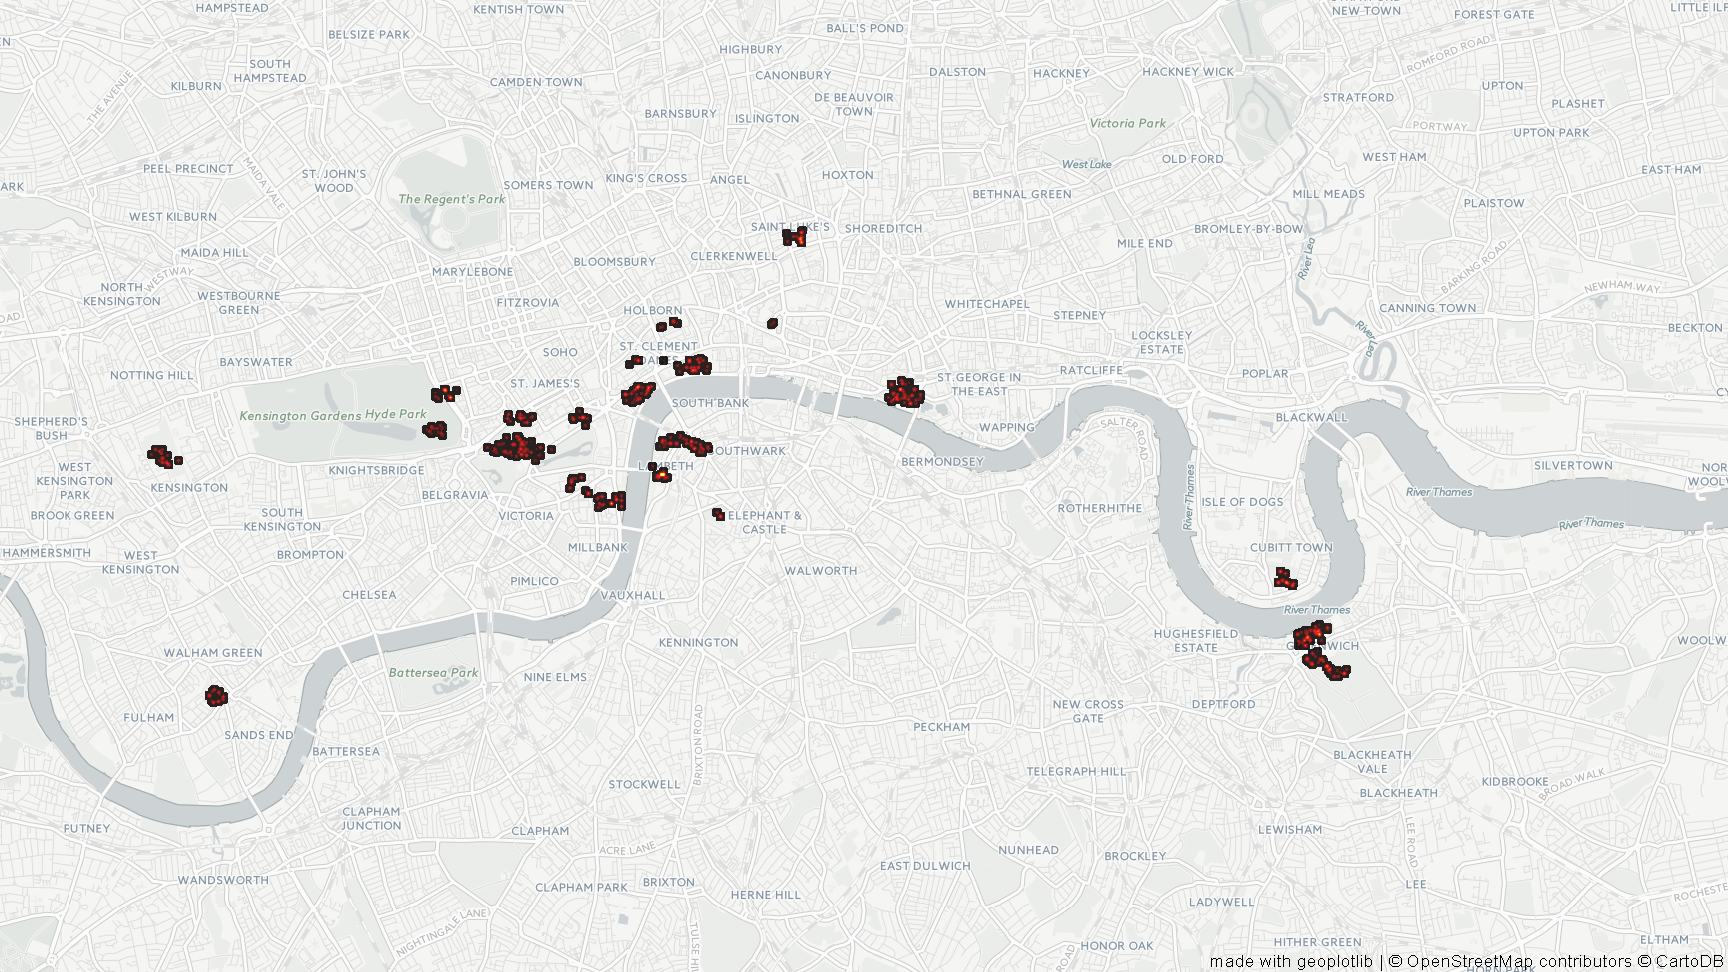 HAMPSTEAD
KENTISH TOWN
NEW TOWN
FOREST GATE
LITTLE ILF
BELSIZE PARK
BALL'S POND
HIGHBURY
ROMFORD ROAD
THE AVENUE
SOUTH
HAMPSTEAD
KILBURN
CAMDEN TOWN
CANONBURY
DALSTON
HACKNEY
HACKNEY WICK
UPTON
BARNSBURY
ISLINGTON
DE BEAUVOIR
TOWN
STRATFORD
PLASHET
Victoria Park
PORTWAY
UPTON PARK
PEEL PRECINCT
MAIDA VALE
ST. JOHN'S
WOOD
West Lake
OLD FORD
WEST HAM
EAST HAM
ARK
The Regent's Park
SOMERS TOWN
KING'S CROSS
ANGEL
HOXTON
BETHNAL GREEN
MILL MEADS
PLAISTOW
WEST KILBURN
SHOREDITCH
BROMLEY-BY-BOW
MAIDA HILL
CLERKENWELL
MILE END
River Lea
BARKING ROAD
MARYLEBONE
BLOOMSBURY
WESTWAY
NORTH
KENSINGTON
WESTBOURNE
GREEN
FITZROVIA
HOLBORN
WHITECHAPEL
STEPNEY
CANNING TOWN
NEWHAM WAY
BECKTON
ROAD
River Lea
LOCKSLEY
ESTATE
SOHO
ST. CLEMENT
BAYSWATER
NOTTING HILL
ST. JAMES'S
ST.GEORGE IN
THE EAST
RATCLIFFE
POPLAR
Kensington Gardens
Hyde Park
SOUTH BANK
BLACKWALL
SHEPHERD'S
BUSH
WAPPING
SALTER ROAD
KNIGHTSBRIDGE
LAMBETH
BERMONDSEY
SILVERTOWN
WEST
KENSINGTON
PARK
KENSINGTON
BELGRAVIA
River Thames
ISLE OF DOGS
River Thames
NOR
WOOLW
BROOK GREEN
SOUTH
KENSINGTON
VICTORIA
ELEPHANT &
CASTLE
ROTHERHITHE
River Thames
HAMMERSMITH
WEST
KENSINGTON
BROMPTON
MILLBANK
CUBITT TOWN
PIMLICO
WALWORTH
CHELSEA
VAUXHALL
River Thames
WALHAM GREEN
KENNINGTON
HUGHESFIELD
ESTATE
WOOLW
Battersea Park
NINE ELMS
NEW CROSS
GATE
DEPTFORD
FULHAM
SANDS END
BRIXTON ROAD
PECKHAM
BATTERSEA
BLACKHEATH
VALE
STOCKWELL
TELEGRAPH HILL
KIDBROOKE
BROAD WALK
BLACKHEATH
CLAPHAM
JUNCTION
CLAPHAM
LEWISHAM
LEE ROAD
ACRE LANE
NUNHEAD
BROCKLEY
EAST DULWICH
WANDSWORTH
CLAPHAM PARK
BRIXTON
HERNE HILL
LEE
ROCHESTER
LADYWELL
NIGHTINGALE LANE
TULSE HI
ROAD
HONOR OAK
HITHER GREEN
ELTHAM
made with geoplotlib | © OpenStreetMap contributors © CartoDB